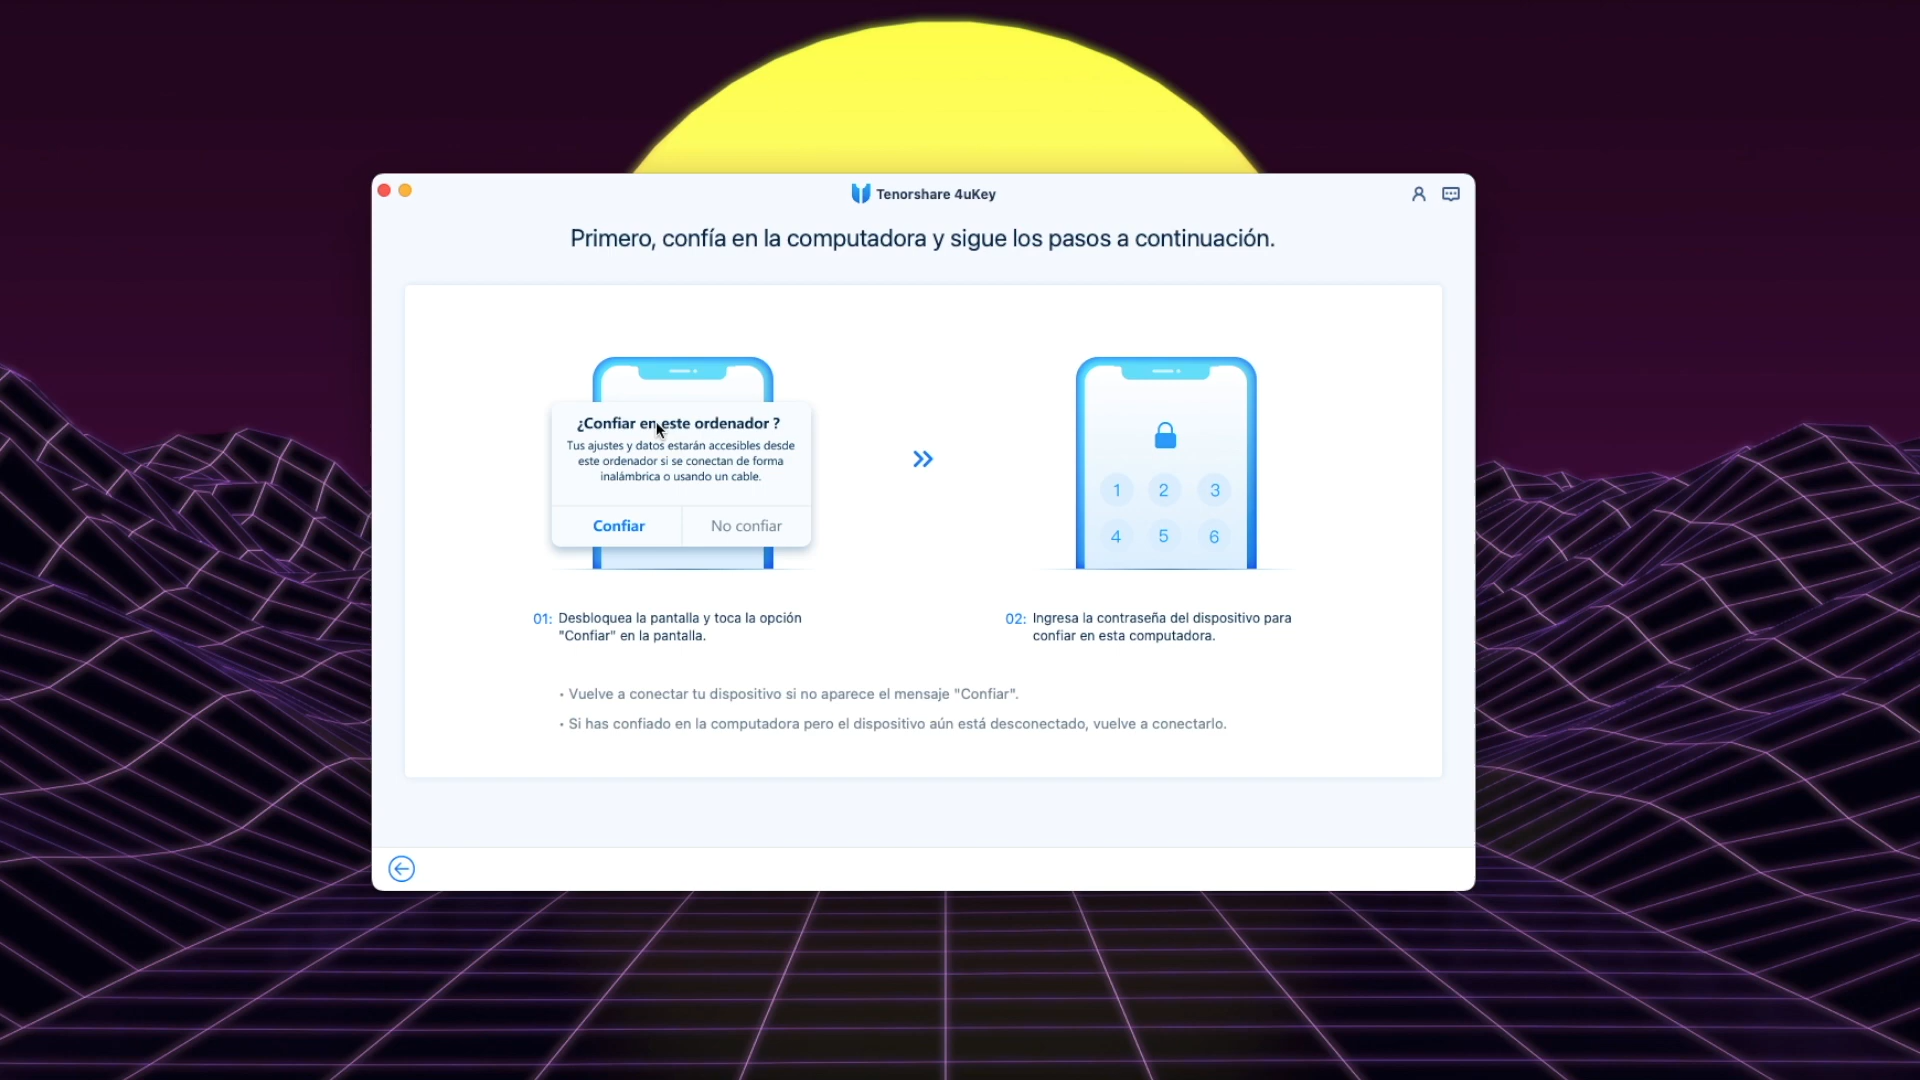 Tenorshare 4uKey
Primero, confía en la computadora y sigue los pasos a continuación.
¿Confiar en este ordenador ?
Tus ajustes y datos estarán accesibles desde
este ordenador si se conectan de forma
inalámbrica o usando un cable.
Confiar
No confiar
1 2 3
4 5 6
01: Desbloquea la pantalla y toca la opción
"Confiar" en la pantalla.
02: Ingresa la contraseña del dispositivo para
confiar en esta computadora.
• Vuelve a conectar tu dispositivo si no aparece el mensaje "Confiar".
• Si has confiado en la computadora pero el dispositivo aún está desconectado, vuelve a conectarlo.